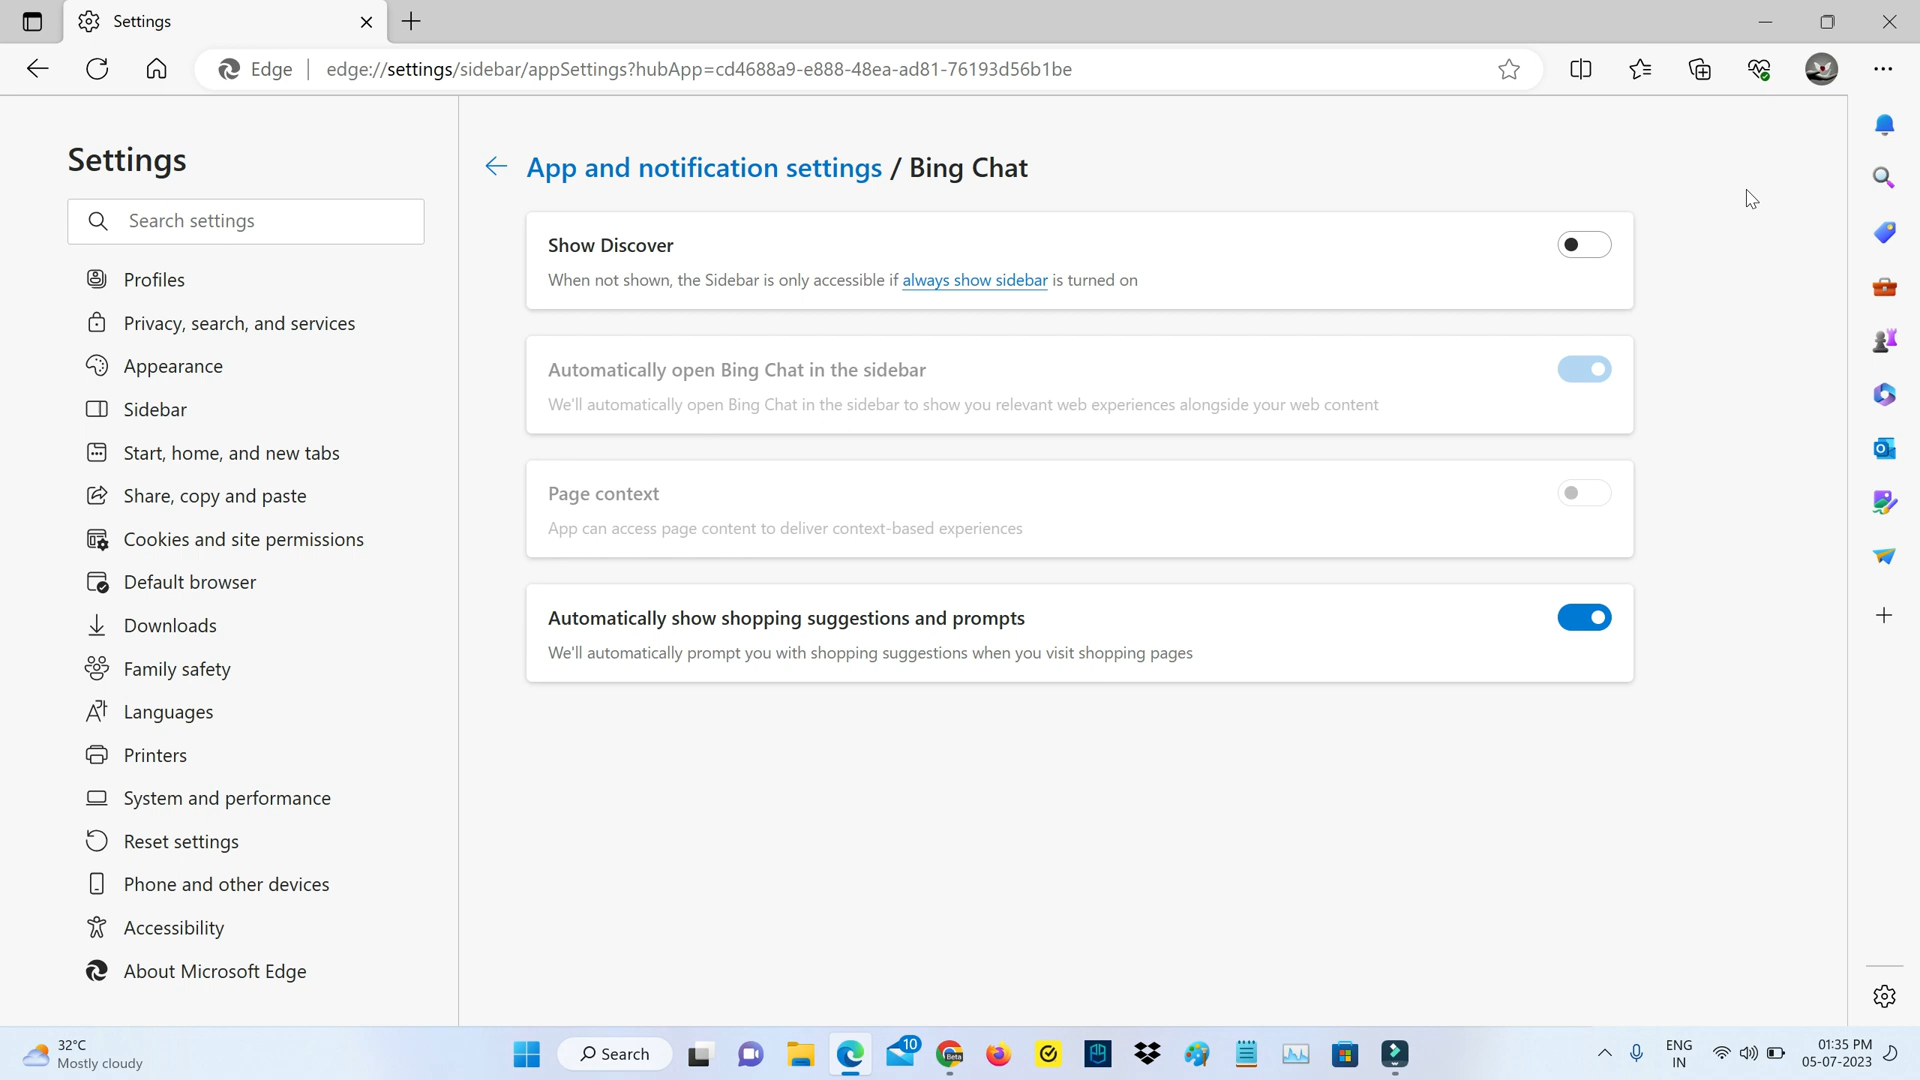 Settings
Edge
edge://settings/sidebar/appSettings?hubApp=cd4688a9-e888-48ea-ad81-76193d56b1be
Settings
Search settings
Profiles
Privacy, search, and services
Appearance
Sidebar
Start, home, and new tabs
Share, copy and paste
Cookies and site permissions
Default browser
Downloads
Family safety
Languages
Printers
System and performance
Reset settings
Phone and other devices
Accessibility
About Microsoft Edge
App and notification settings / Bing Chat
Show Discover
When not shown, the Sidebar is only accessible if always show sidebar is turned on
Automatically open Bing Chat in the sidebar
We'll automatically open Bing Chat in the sidebar to show you relevant web experiences alongside your web content
Page context
App can access page content to deliver context-based experiences
Automatically show shopping suggestions and prompts
We'll automatically prompt you with shopping suggestions when you visit shopping pages
32°C
Mostly cloudy
Search
10
Beta
ENG
IN
01:35 PM
05-07-2023